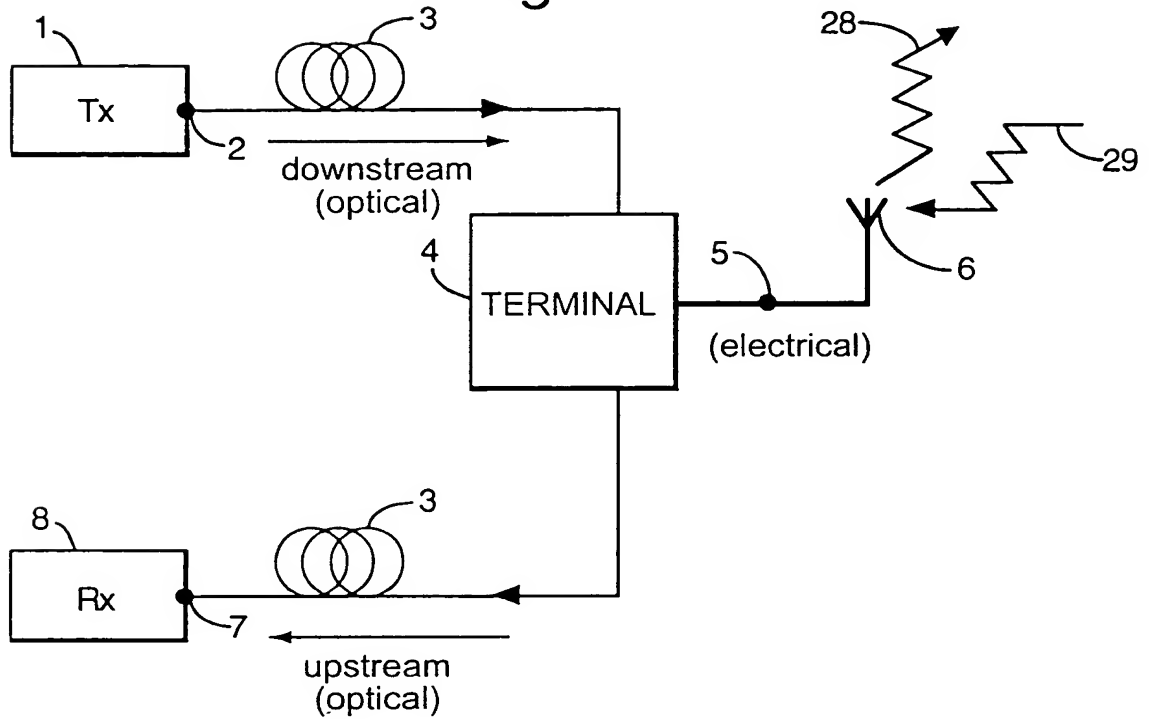 1
3
28
Tx
2
downstream
(optical)
29
4
5
6
TERMINAL
(electrical)
8
3
Rx
7
upstream
(optical)